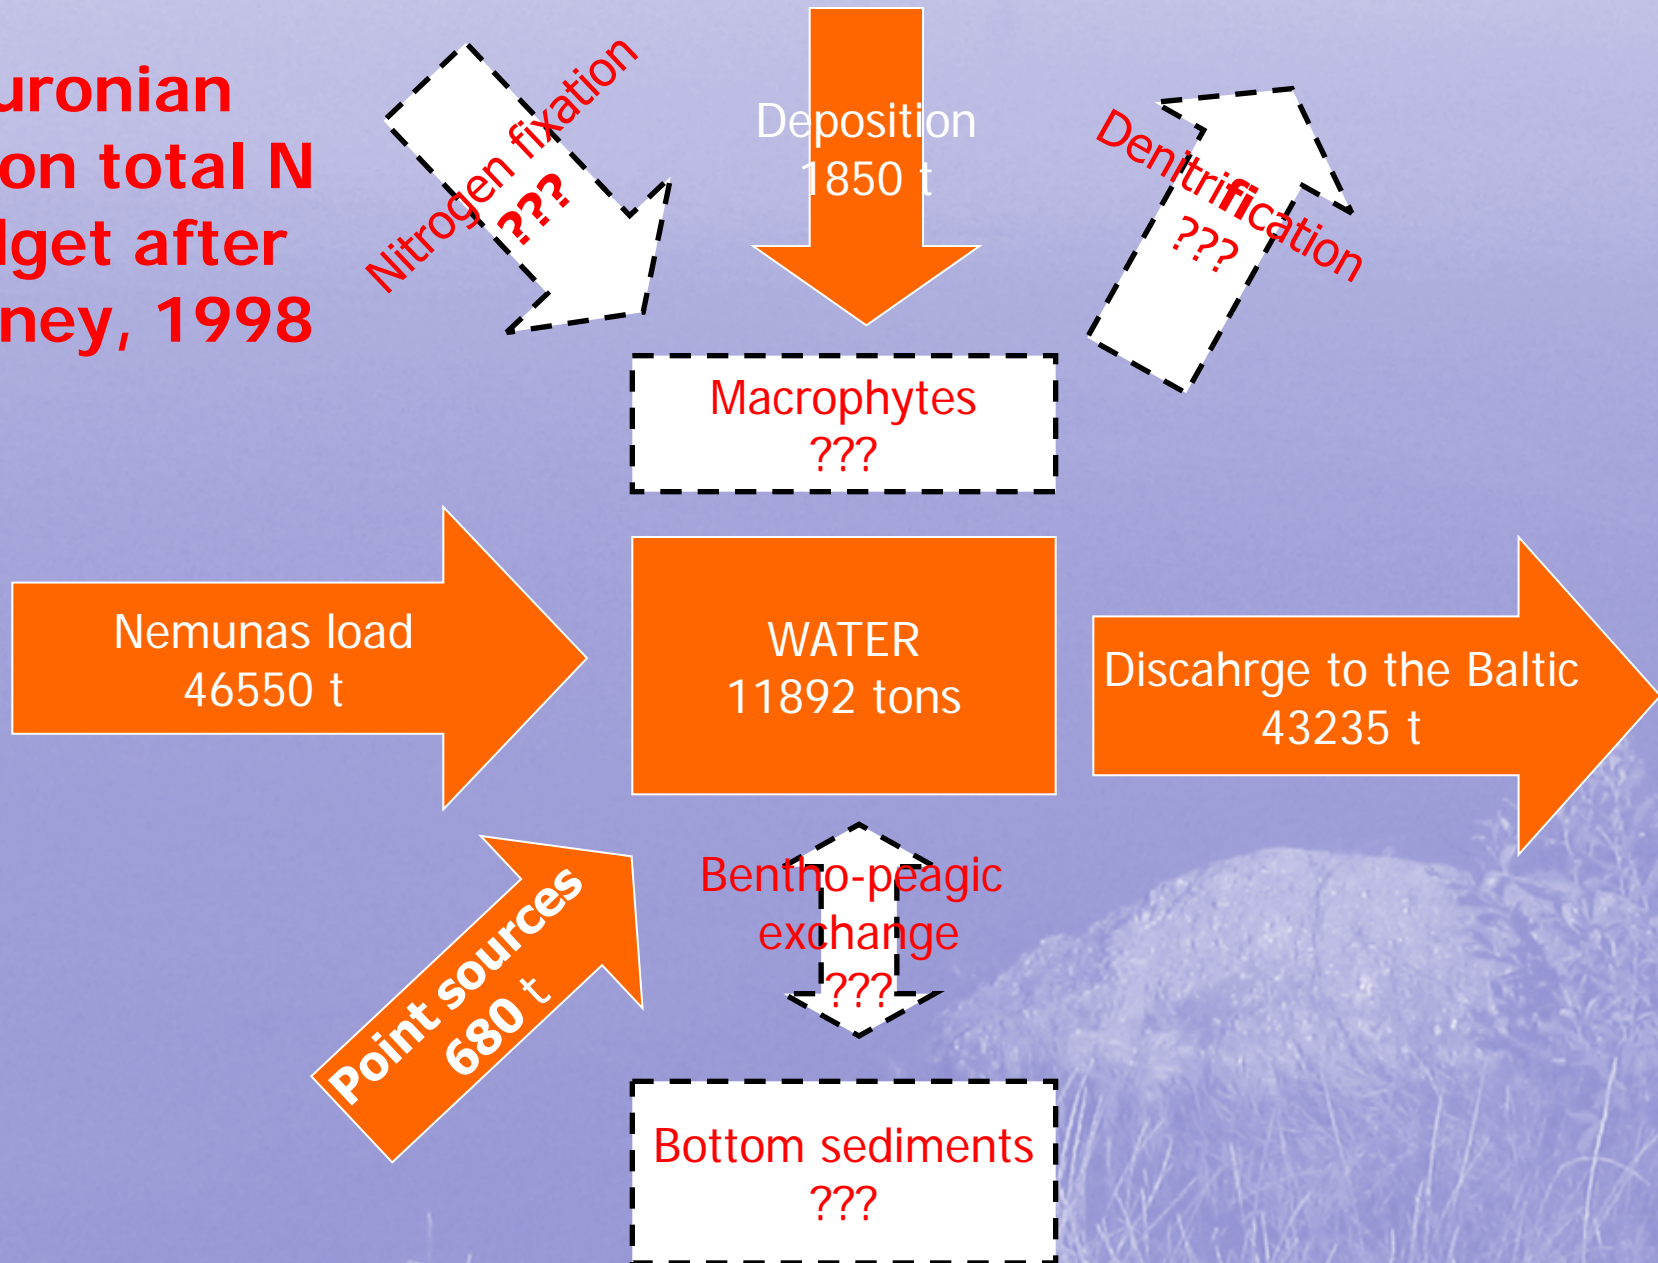 uronian
on total N
lget after
ney, 1998
Nitrogen fixation
???
Deposition
1850 t
Denitrification
???
Macrophytes
???
Nemunas load
46550 t
WATER
11892 tons
Discahrge to the Baltic
43235 t
Point sources
680 t
Bentho-peagic
exchange
???
Bottom sediments
???